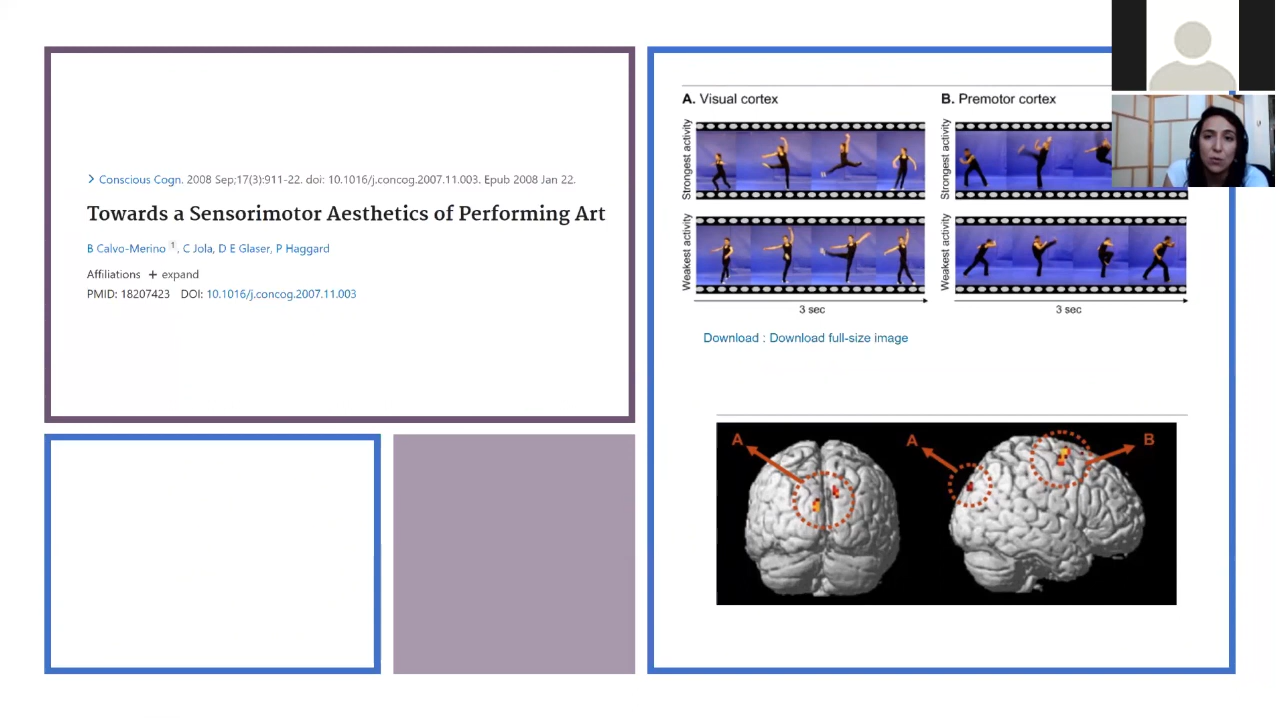 Conscious Cogn. 2008 Sep;17(3):911-22. doi: 10.1016/j.concog.2007.11.003. Epub 2008 Jan 22.
Towards a Sensorimotor Aesthetics of Performing Art
B Calvo-Merino 1, C Jola, D E Glaser, P Haggard
Affiliations + expand
PMID: 18207423 DOI: 10.1016/j.concog.2007.11.003
A. Visual cortex
B. Premotor cortex
Strongest activity
Strongest activity
Weakest activity
Weakest activity
3 sec
3 sec
Download : Download full-size image
A
A
B